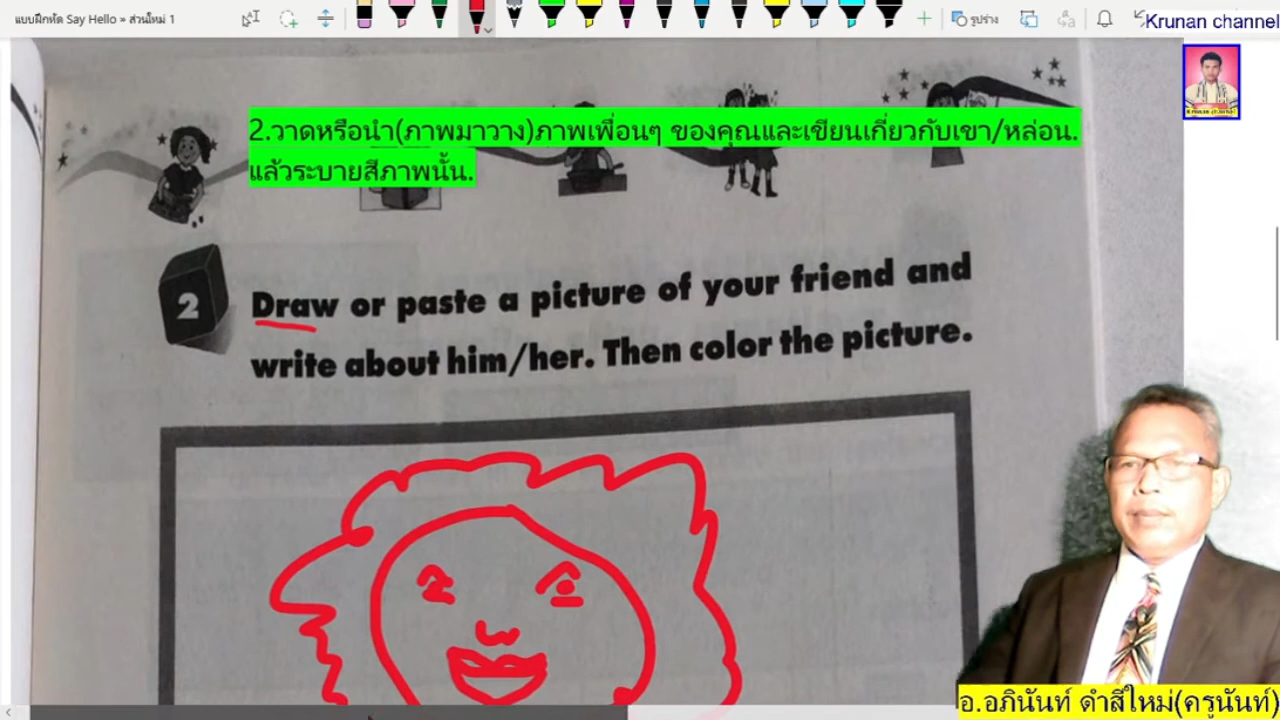 แบบฝึกหัด Say Hello » ส่วนใหม่ 1
รูปร่าง
Krunan channel
2.วาดหรือนำ(ภาพมาวาง)ภาพเพื่อนๆ ของคุณและเขียนเกี่ยวกับเขา/หล่อน.
แล้วระบายสีภาพนั้น.
2
Draw or paste a picture of your friend and
write about him/her. Then color the picture.
อ.อภินันท์ ดำสีใหม่(ครูนันท์)